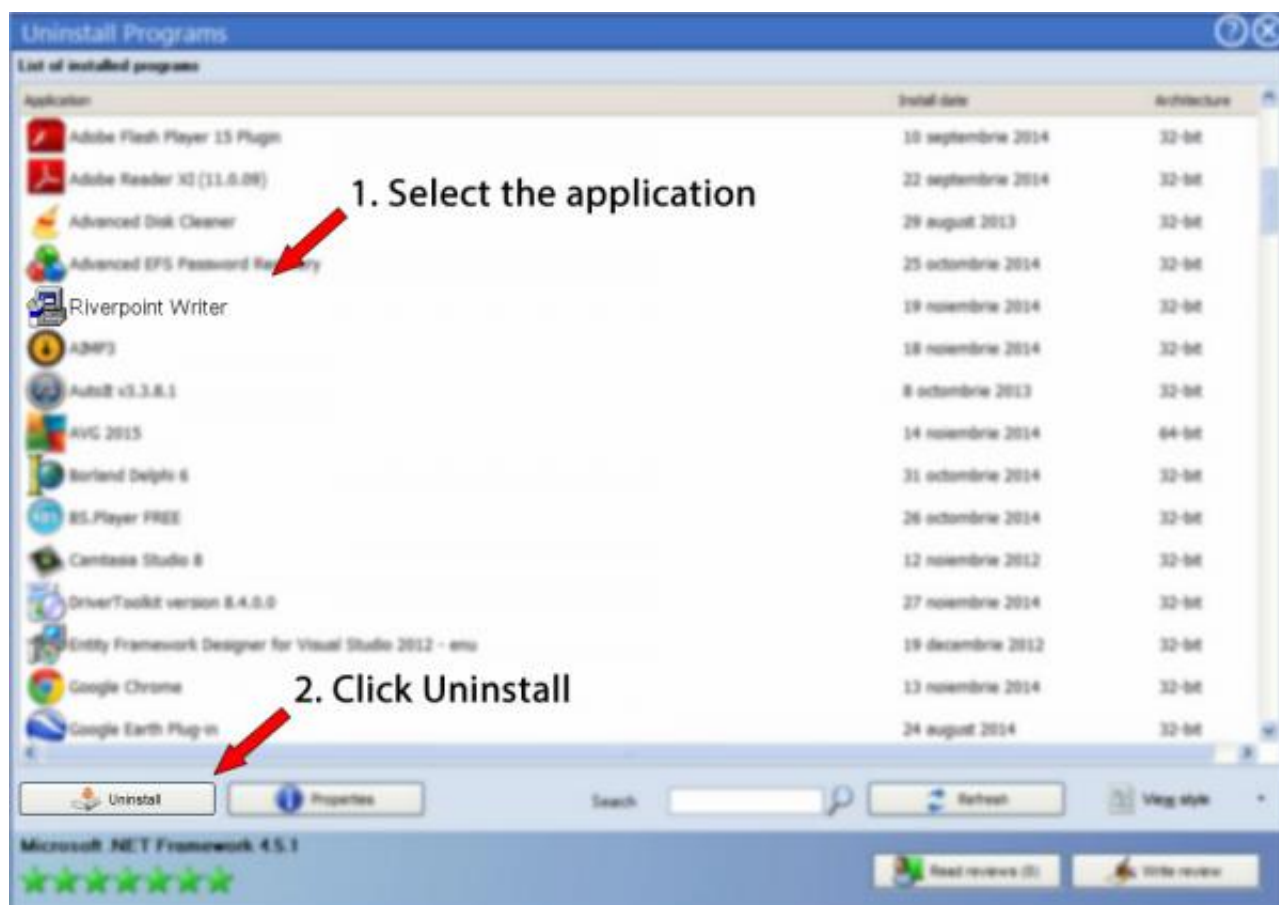 Uninstall Programs
List of installed programs
Application Install date Architecture
Adobe Flash Player 15 Plugin 10 septembrie 2014 32-bit
Adobe Reader XI (11.0.09) 22 septembrie 2014 32-bit
1. Select the application
Advanced Disk Cleaner 29 august 2013 32-bit
Advanced EFS Password Recovery 25 octombrie 2014 32-bit
Riverpoint Writer 19 noiembrie 2014 32-bit
AIMP3 18 noiembrie 2014 32-bit
AutoIt v3.3.8.1 8 octombrie 2013 32-bit
AVG 2015 14 noiembrie 2014 64-bit
Borland Delphi 6 31 octombrie 2014 32-bit
BS.Player FREE 26 octombrie 2014 32-bit
Camtasia Studio 8 12 noiembrie 2012 32-bit
DriverToolkit version 8.4.0.0 27 noiembrie 2014 32-bit
Entity Framework Designer for Visual Studio 2012 - enu 19 decembrie 2012 32-bit
Google Chrome 13 noiembrie 2014 32-bit
2. Click Uninstall
Google Earth Plug-in 24 august 2014 32-bit
Uninstall Properties Search Refresh View style
Microsoft .NET Framework 4.5.1
Read reviews (0) Write review